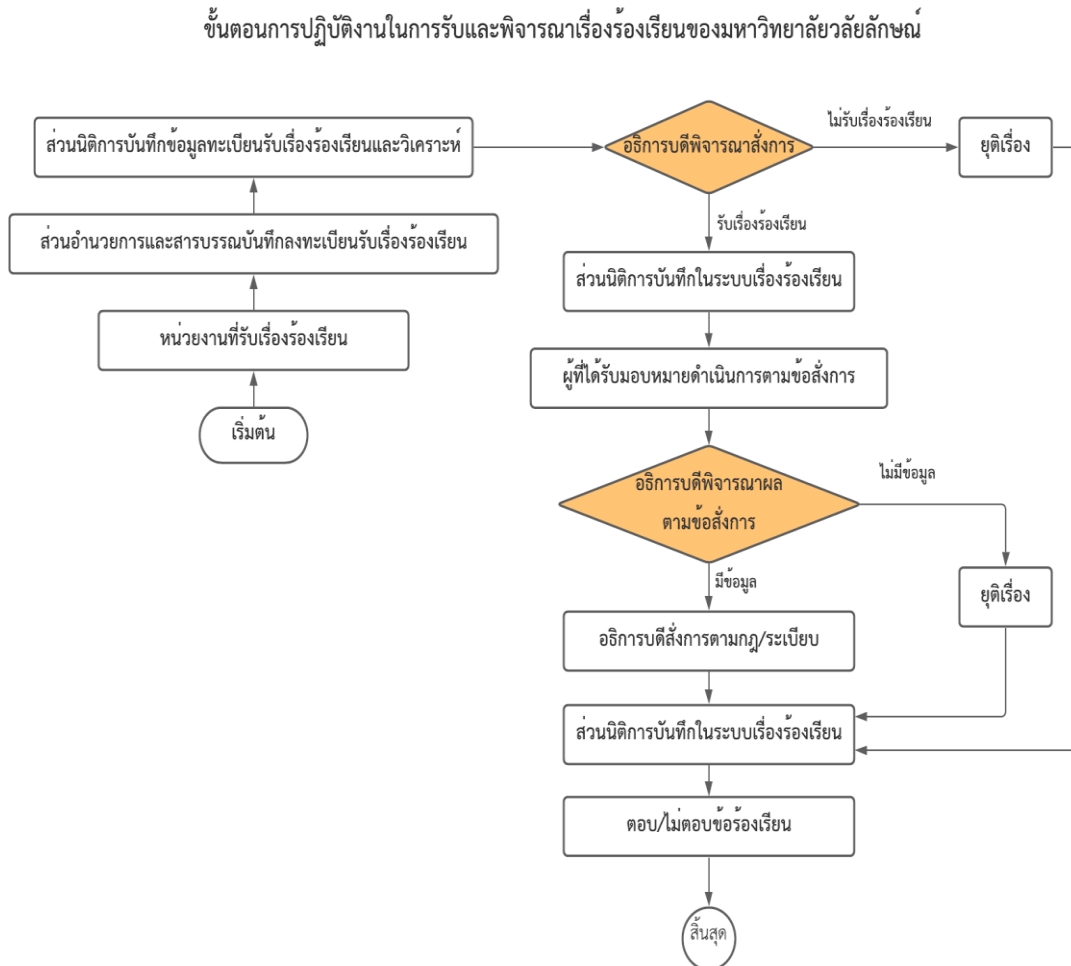 ขั้นตอนการปฏิบัติงานในการรับและพิจารณาเรื่องร้องเรียนของมหาวิทยาลัยวลัยลักษณ์
ส่วนนิติการบันทึกข้อมูลทะเบียนรับเรื่องร้องเรียนและวิเคราะห์
ส่วนอำนวยการและสารบรรณบันทึกลงทะเบียนรับเรื่องร้องเรียน
หน่วยงานที่รับเรื่องร้องเรียน
เริ่มต้น
อธิการบดีพิจารณาสั่งการ
ไม่รับเรื่องร้องเรียน
ยุติเรื่อง
รับเรื่องร้องเรียน
ส่วนนิติการบันทึกในระบบเรื่องร้องเรียน
ผู้ที่ได้รับมอบหมายดำเนินการตามข้อสั่งการ
อธิการบดีพิจารณาผล
ตามข้อสั่งการ
ไม่มีข้อมูล
ยุติเรื่อง
มีข้อมูล
อธิการบดีสั่งการตามกฎ/ระเบียบ
ส่วนนิติการบันทึกในระบบเรื่องร้องเรียน
ตอบ/ไม่ตอบข้อร้องเรียน
สิ้นสุด